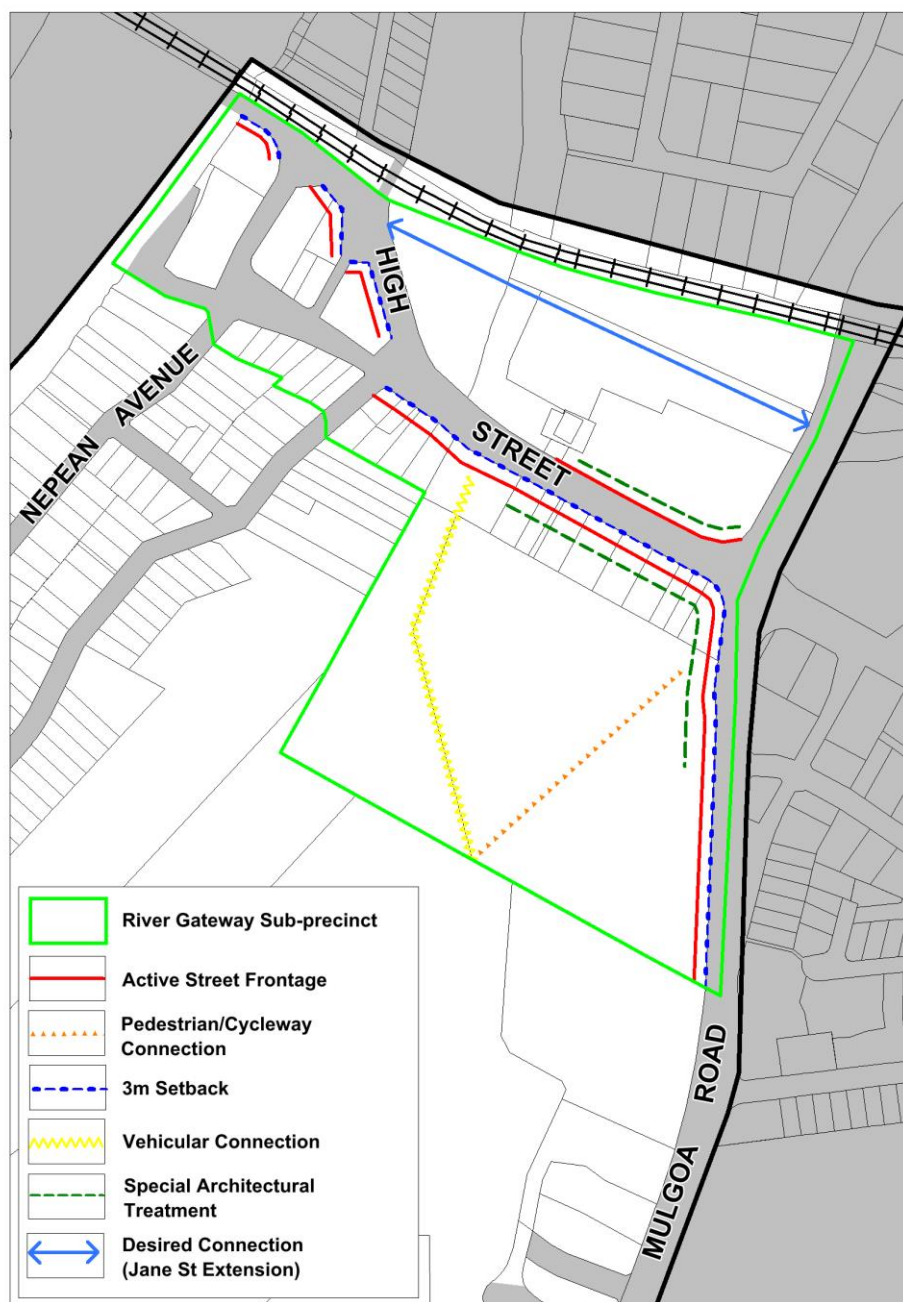 HIGH
STREET
NEPEAN AVENUE
MULGOA ROAD
River Gateway Sub-precinct
Active Street Frontage
Pedestrian/Cycleway
Connection
3m Setback
Vehicular Connection
Special Architectural
Treatment
Desired Connection
(Jane St Extension)